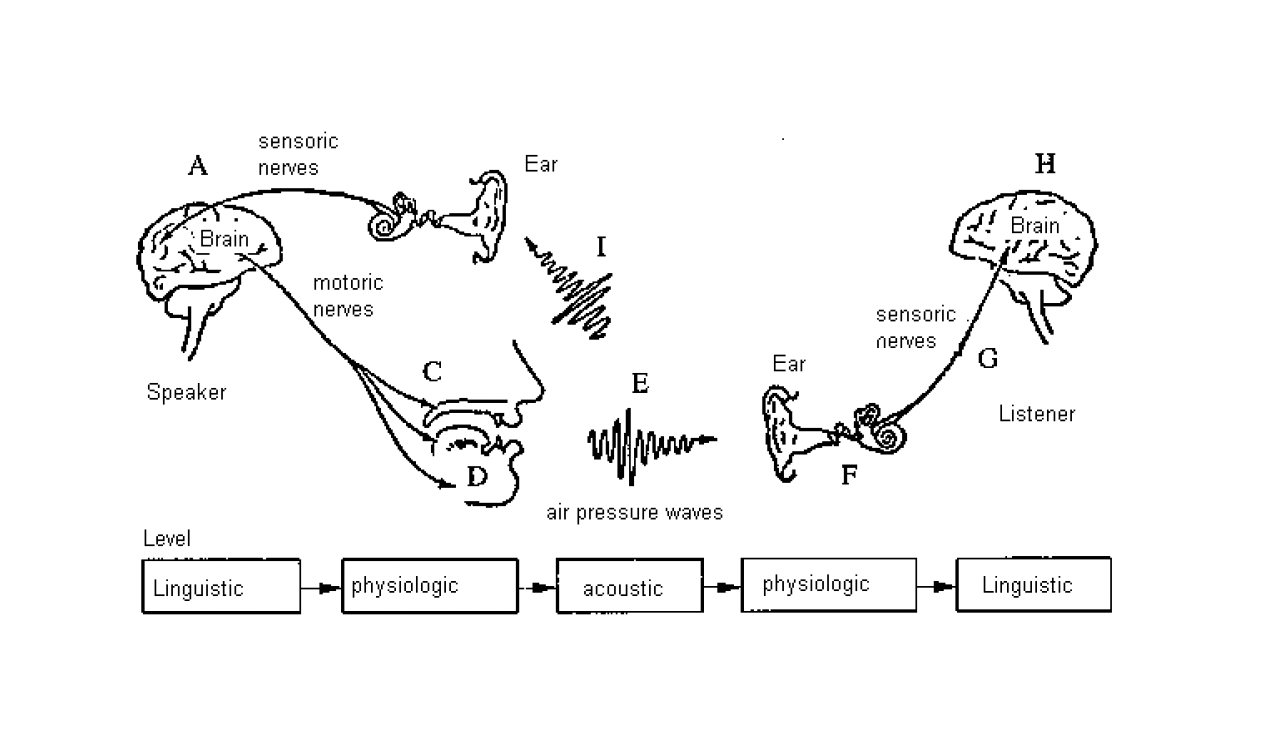 sensoric
nerves
A
Ear
H
Brain
Brain
I
motoric
nerves
sensoric
nerves
G
C
Ear
E
Speaker
Listener
D
F
air pressure waves
Level
Linguistic
physiologic
acoustic
physiologic
Linguistic